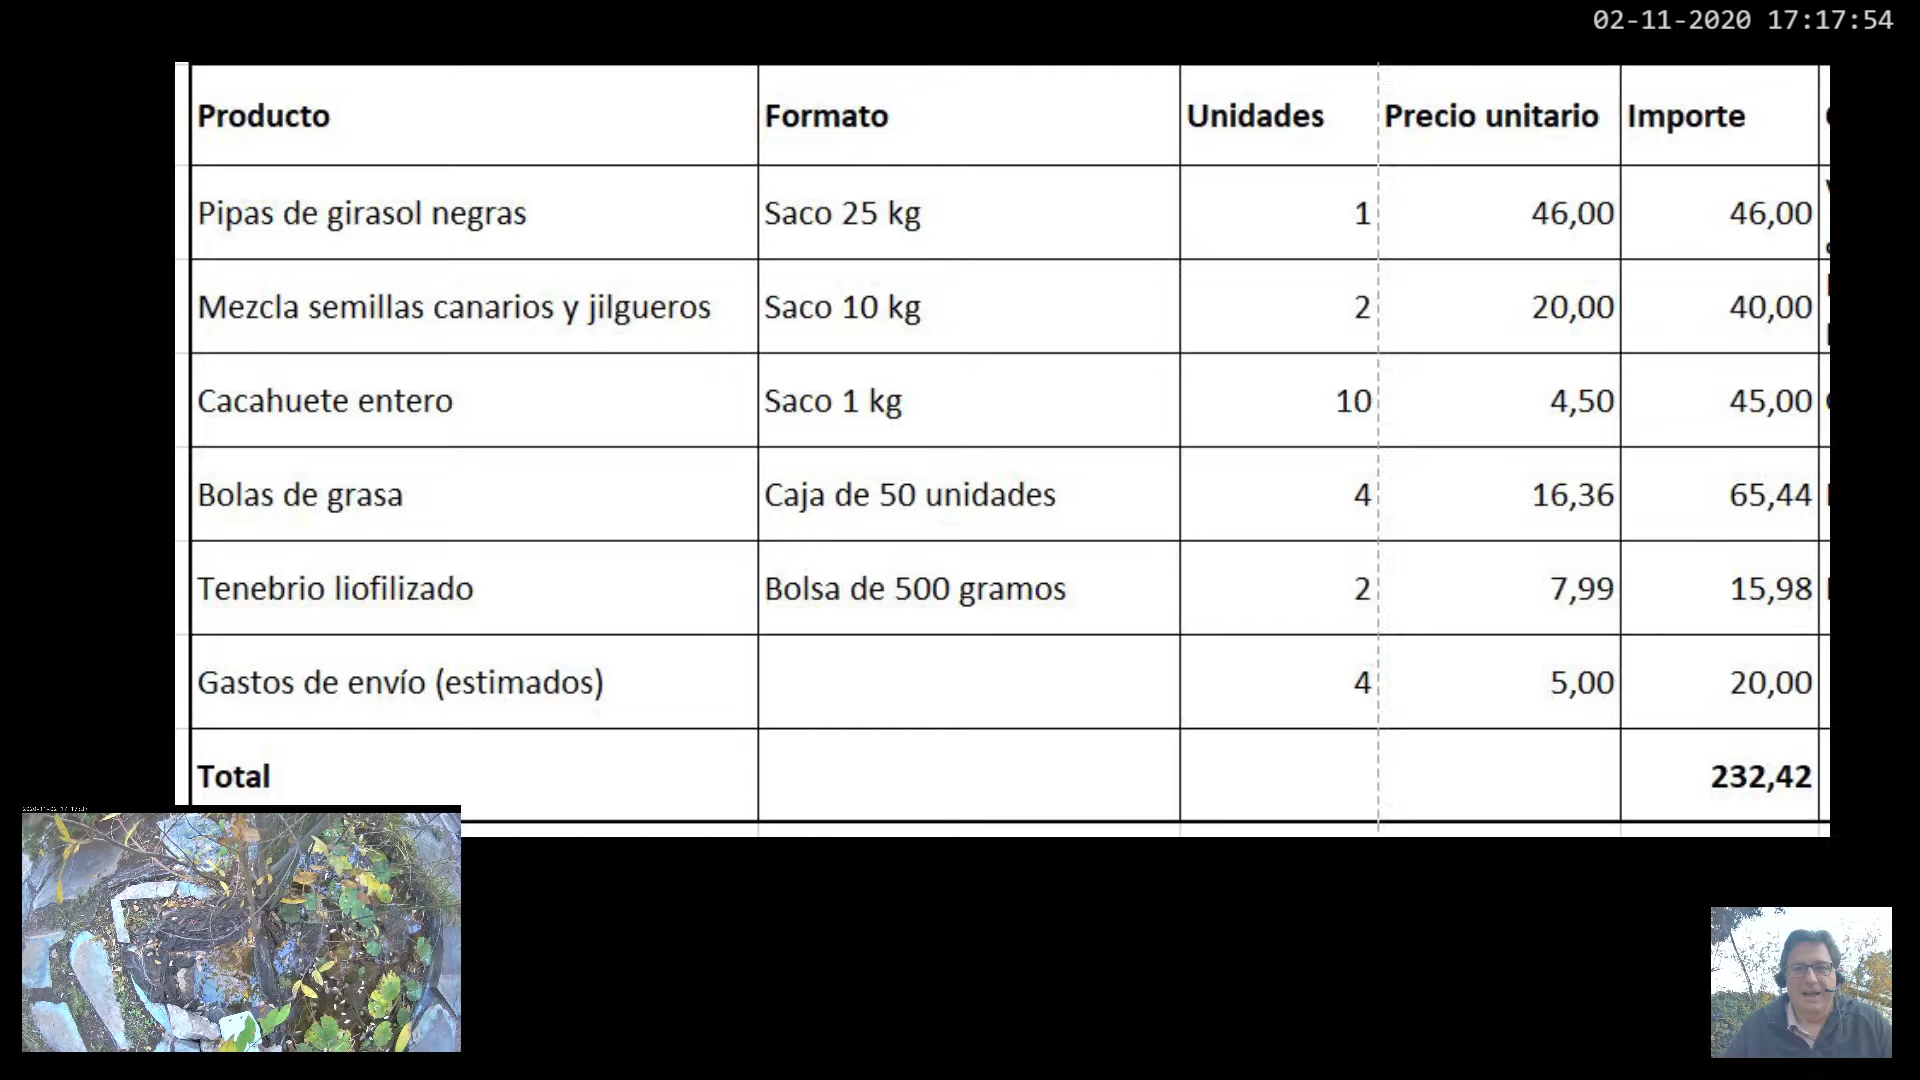 02-11-2020 17:17:54
Producto Formato Unidades Precio unitario Importe
Pipas de girasol negras Saco 25 kg 1 46,00 46,00
Mezcla semillas canarios y jilgueros Saco 10 kg 2 20,00 40,00
Cacahuete entero Saco 1 kg 10 4,50 45,00
Bolas de grasa Caja de 50 unidades 4 16,36 65,44
Tenebrio liofilizado Bolsa de 500 gramos 2 7,99 15,98
Gastos de envío (estimados) 4 5,00 20,00
Total 232,42